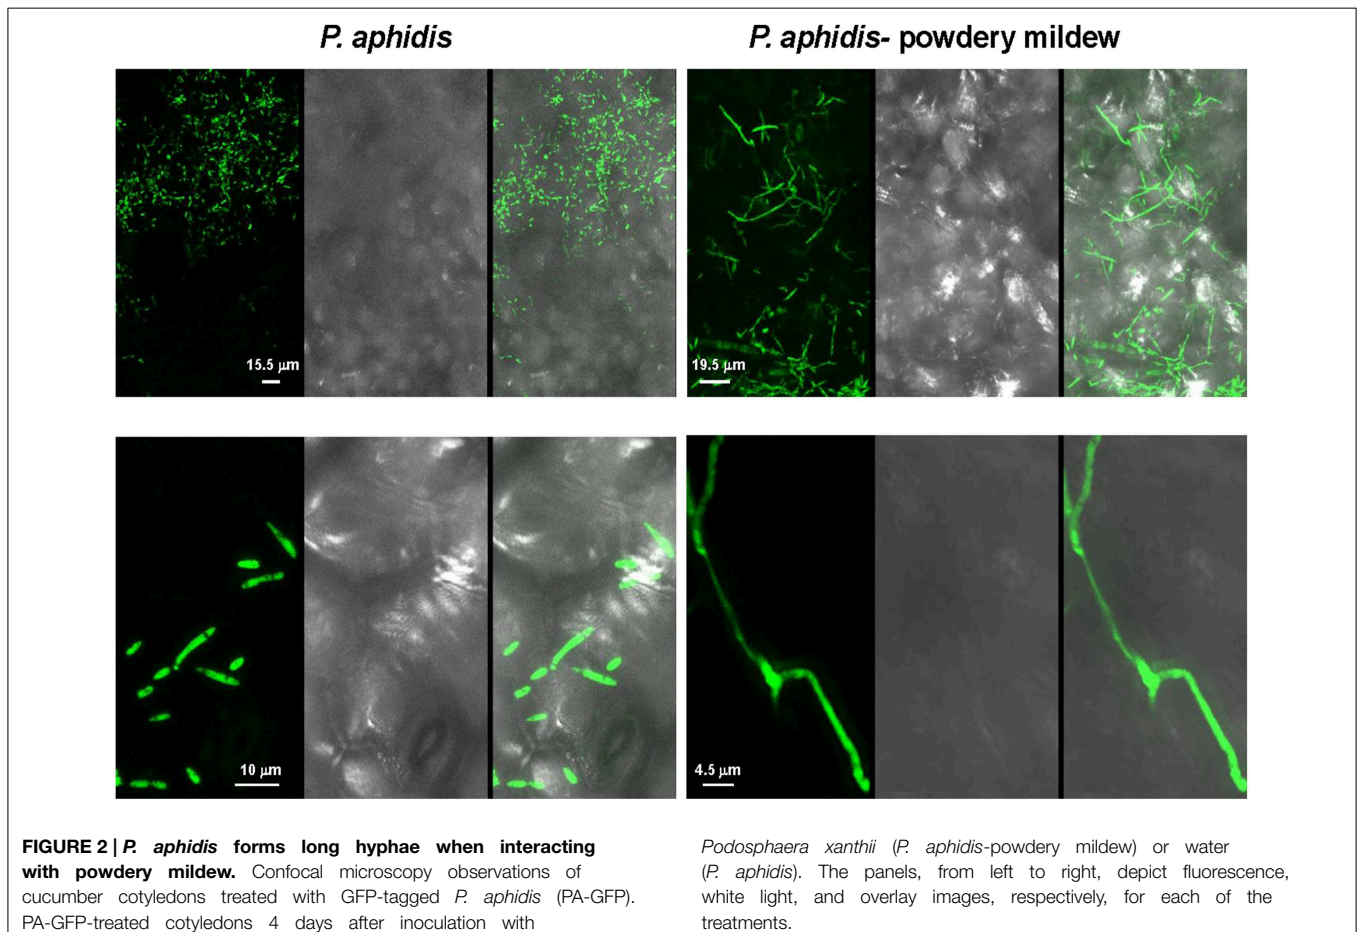 P. aphidis
P. aphidis- powdery mildew
15.5 μm
19.5 μm
10 μm
4.5 μm
FIGURE 2 | P. aphidis forms long hyphae when interacting
with powdery mildew. Confocal microscopy observations of
cucumber cotyledons treated with GFP-tagged P. aphidis (PA-GFP).
PA-GFP-treated cotyledons 4 days after inoculation with
Podosphaera xanthii (P. aphidis-powdery mildew) or water
(P. aphidis). The panels, from left to right, depict fluorescence,
white light, and overlay images, respectively, for each of the
treatments.